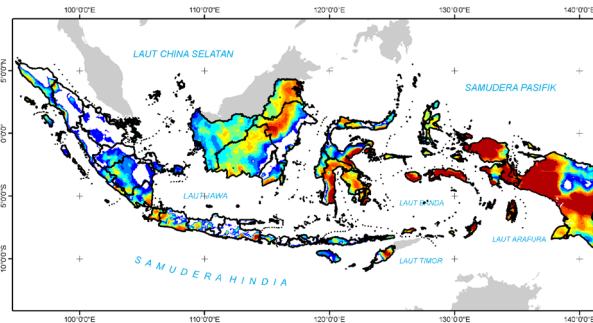 100°0'0"E 110°0'0"E 120°0'0"E 130°0'0"E 140°0'0"E
LAUT CHINA SELATAN
5°0'0"N
SAMUDERA PASIFIK
0°0'0"
5°0'0"S
LAUT JAWA
LAUT BANDA
LAUT ARAFURA
LAUT TIMOR
10°0'0"S
SAMUDERA HINDIA
100°0'0"E 110°0'0"E 120°0'0"E 130°0'0"E 140°0'0"